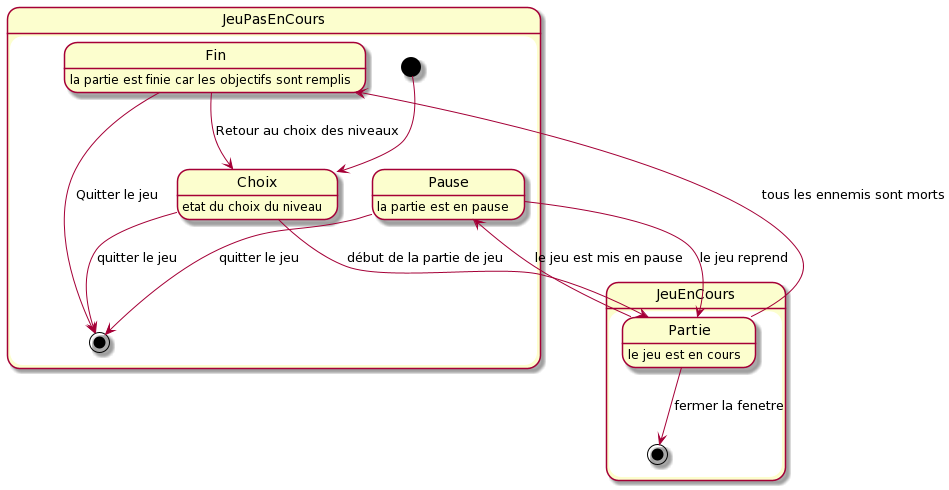 JeuPasEnCours
Fin
la partie est finie car les objectifs sont remplis
Retour au choix des niveaux
Choix
etat du choix du niveau
Pause
la partie est en pause
Quitter le jeu
tous les ennemis sont morts
quitter le jeu
quitter le jeu
début de la partie de jeu
le jeu est mis en pause
le jeu reprend
JeuEnCours
Partie
le jeu est en cours
fermer la fenetre